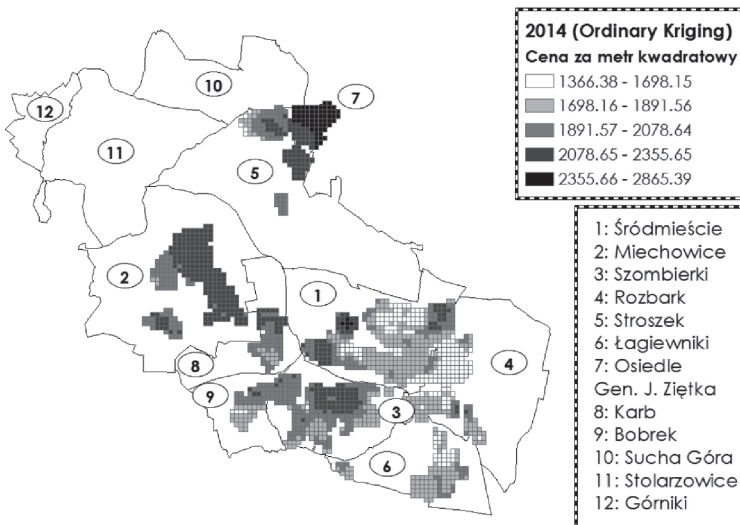 2014 (Ordinary Kriging)
Cena za metr kwadratowy
1366.38 - 1698.15
1698.16 - 1891.56
1891.57 - 2078.64
2078.65 - 2355.65
2355.66 - 2865.39
10
7
12
11
5
2
1
8
4
9
3
6
1: Śródmieście
2: Miechowice
3: Szombierki
4: Rozbark
5: Stroszek
6: Łagiewniki
7: Osiedle
Gen. J. Ziętka
8: Karb
9: Bobrek
10: Sucha Góra
11: Stolarzowice
12: Górniki